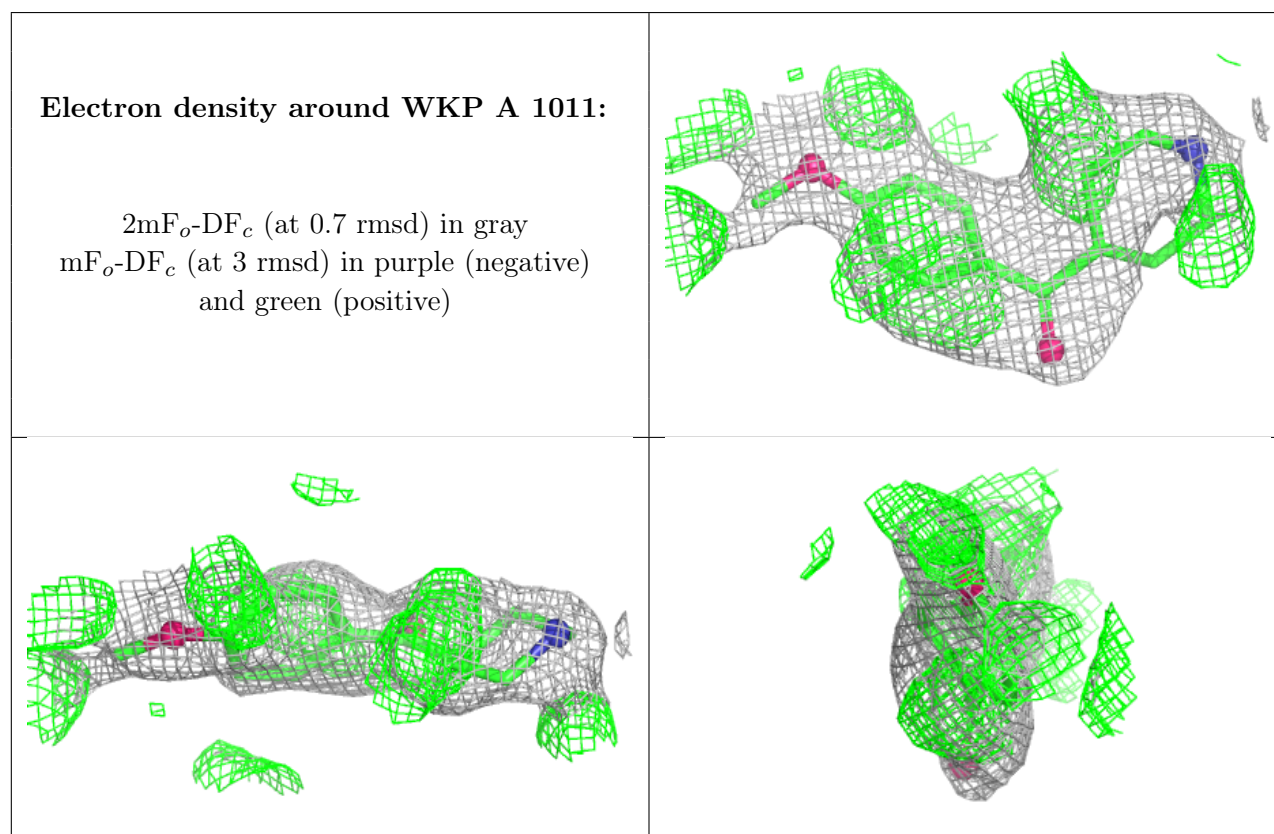 Electron density around WKP A 1011:
2mFo-DFc (at 0.7 rmsd) in gray
mFo-DFc (at 3 rmsd) in purple (negative)
and green (positive)